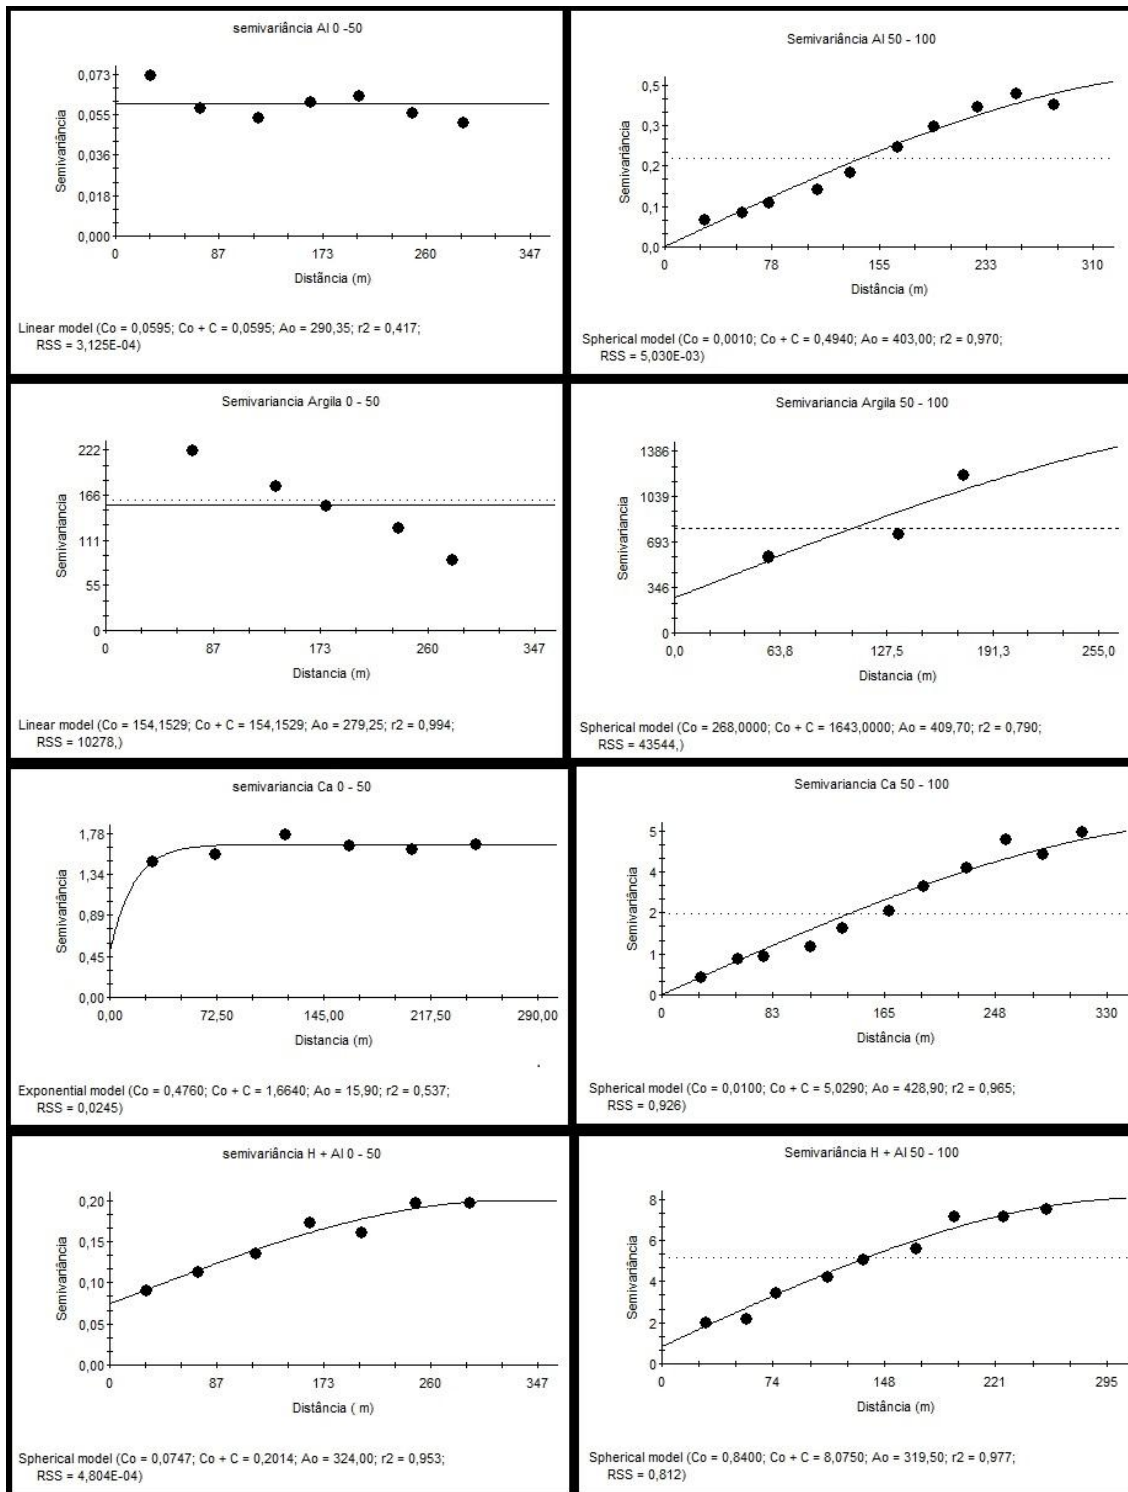 semivariância Al 0 -50
0,073
0,055
0,036
0,018
0,000
Semivariância
0 87 173 260 347
Distãncia (m)
Linear model (Co = 0,0595; Co + C = 0,0595; Ao = 290,35; r2 = 0,417;
RSS = 3,125E-04)
Semivariância Al 50 - 100
0,5
0,3
0,2
0,1
0,0
Semivariância
0 78 155 233 310
Distância (m)
Spherical model (Co = 0,0010; Co + C = 0,4940; Ao = 403,00; r2 = 0,970;
RSS = 5,030E-03)
Semivariancia Argila 0 - 50
222
166
111
55
0
Semivariancia
0 87 173 260 347
Distancia (m)
Linear model (Co = 154,1529; Co + C = 154,1529; Ao = 279,25; r2 = 0,994;
RSS = 10278,)
Semivariancia Argila 50 - 100
1386
1039
693
346
0
Semivariancia
0,0 63,8 127,5 191,3 255,0
Distancia (m)
Spherical model (Co = 268,0000; Co + C = 1643,0000; Ao = 409,70; r2 = 0,790;
RSS = 43544,)
semivariancia Ca 0 - 50
1,78
1,34
0,89
0,45
0,00
Semivariância
0,00 72,50 145,00 217,50 290,00
Distancia (m)
Exponential model (Co = 0,4760; Co + C = 1,6640; Ao = 15,90; r2 = 0,537;
RSS = 0,0245)
Semivariancia Ca 50 - 100
5
4
2
1
0
Semivariância
0 83 165 248 330
Distância (m)
Spherical model (Co = 0,0100; Co + C = 5,0290; Ao = 428,90; r2 = 0,965;
RSS = 0,926)
semivariância H + Al 0 - 50
0,20
0,15
0,10
0,05
0,00
Semivariância
0 87 173 260 347
Distância ( m)
Spherical model (Co = 0,0747; Co + C = 0,2014; Ao = 324,00; r2 = 0,953;
RSS = 4,804E-04)
Semivariância H + Al 50 - 100
8
6
4
2
0
Semivariância
0 74 148 221 295
Distância (m)
Spherical model (Co = 0,8400; Co + C = 8,0750; Ao = 319,50; r2 = 0,977;
RSS = 0,812)